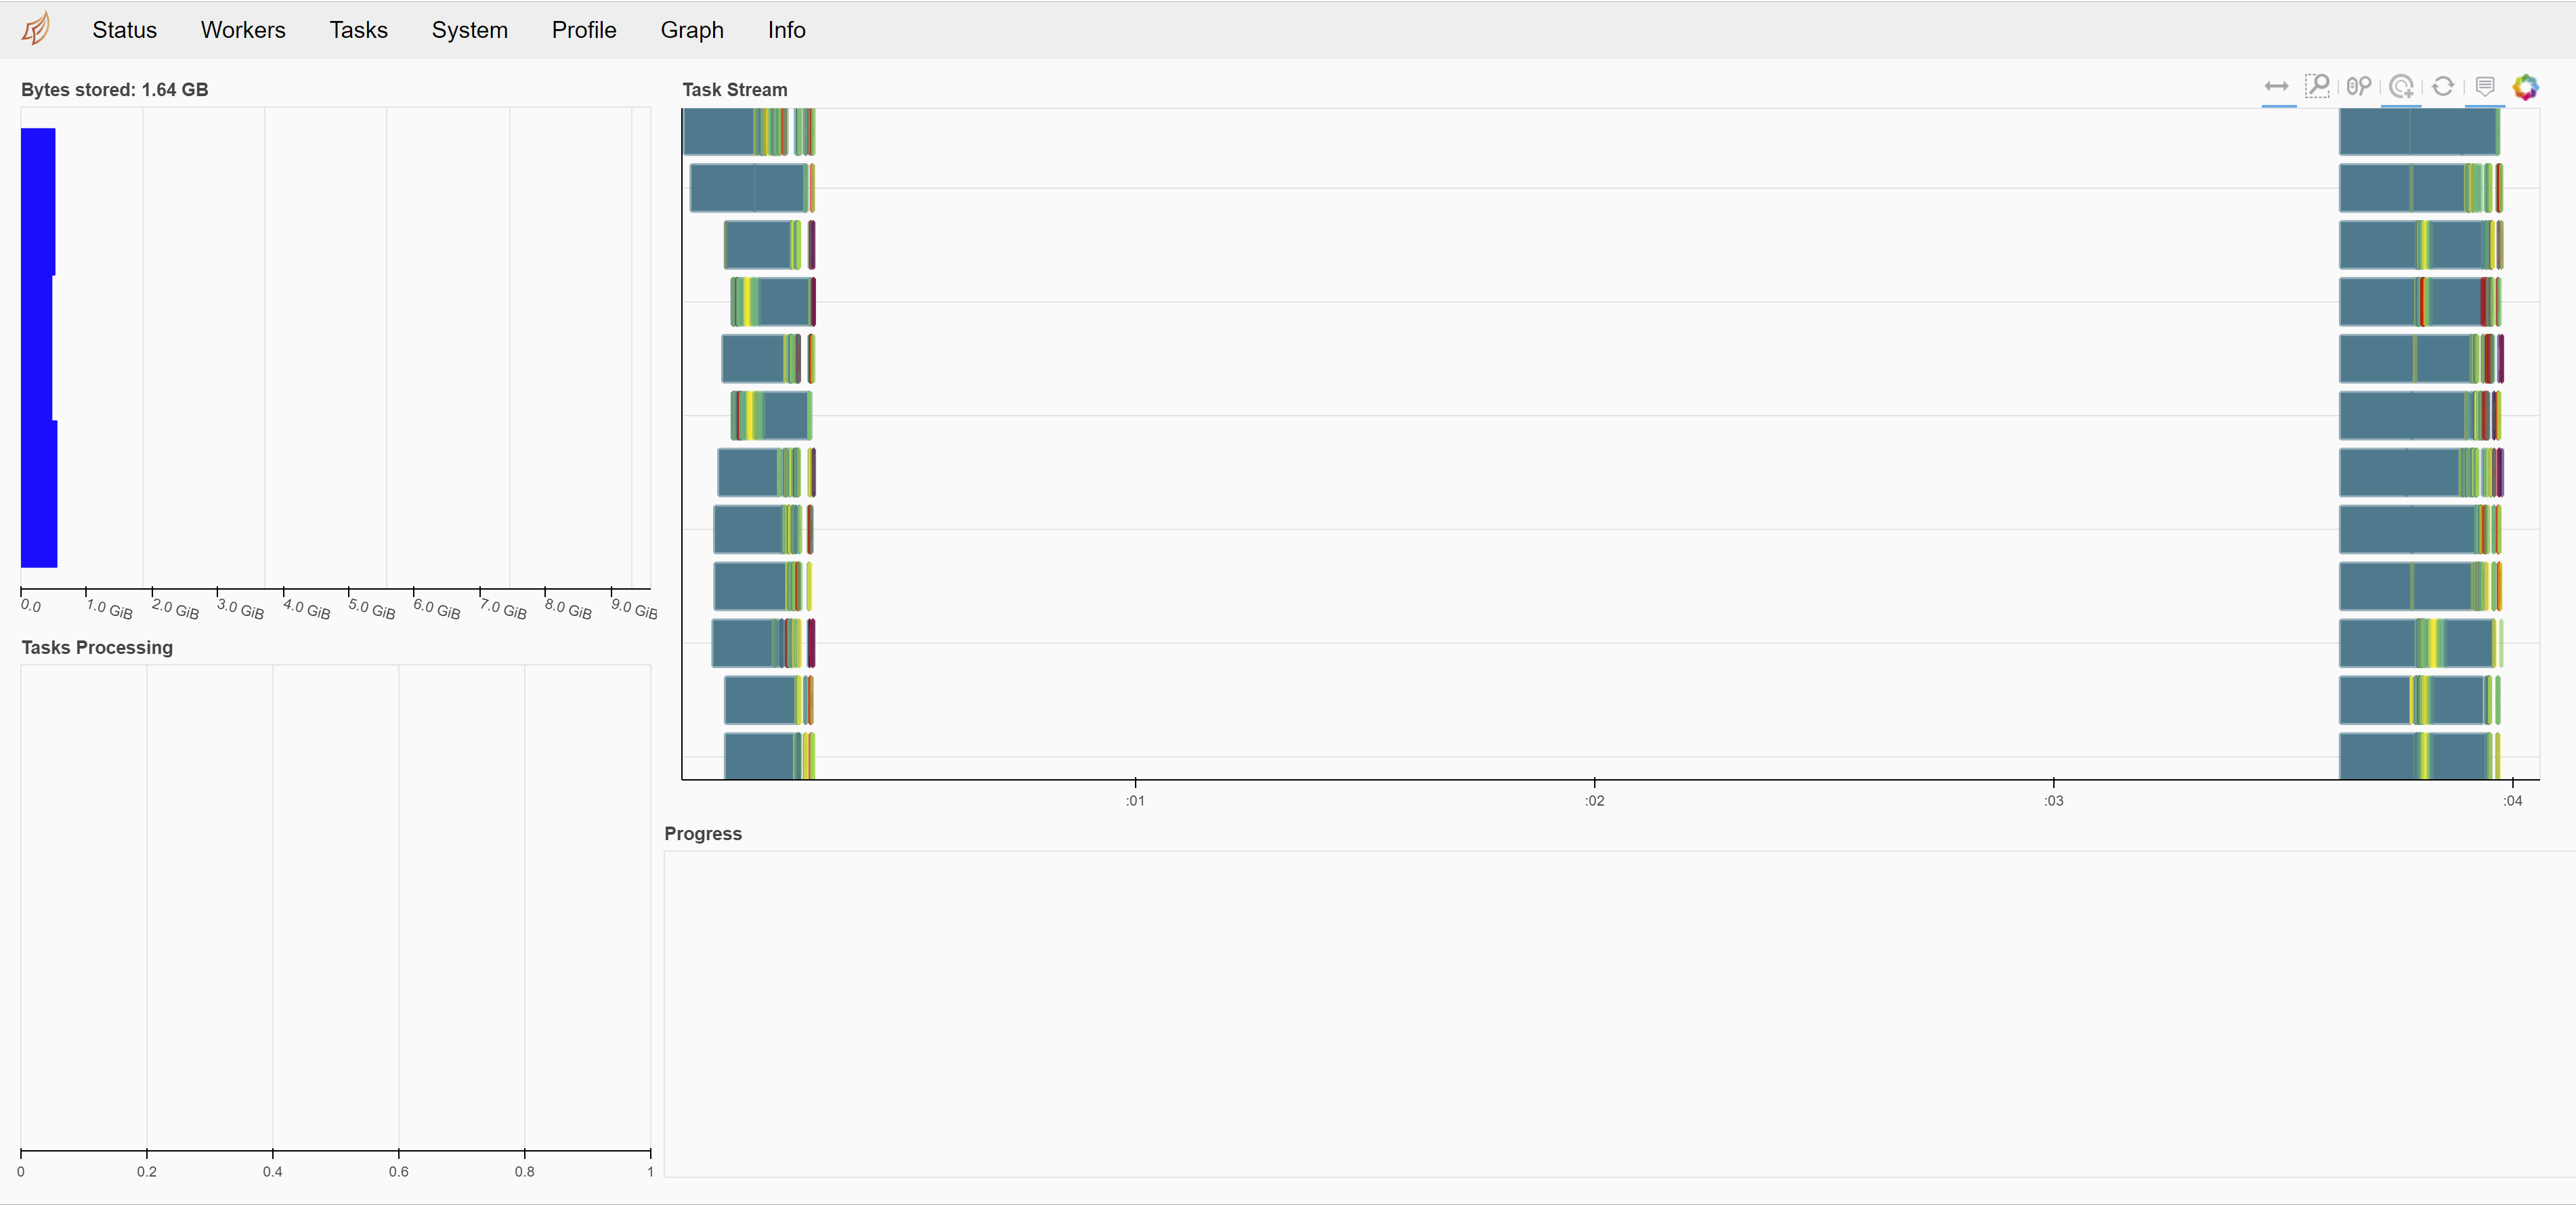 Status Workers Tasks System Profile Graph Info
Bytes stored: 1.64 GB
0.0 1.0 GiB 2.0 GiB 3.0 GiB 4.0 GiB 5.0 GiB 6.0 GiB 7.0 GiB 8.0 GiB 9.0 GiB
Tasks Processing
0 0.2 0.4 0.6 0.8 1
Task Stream
:01 :02 :03 :04
Progress